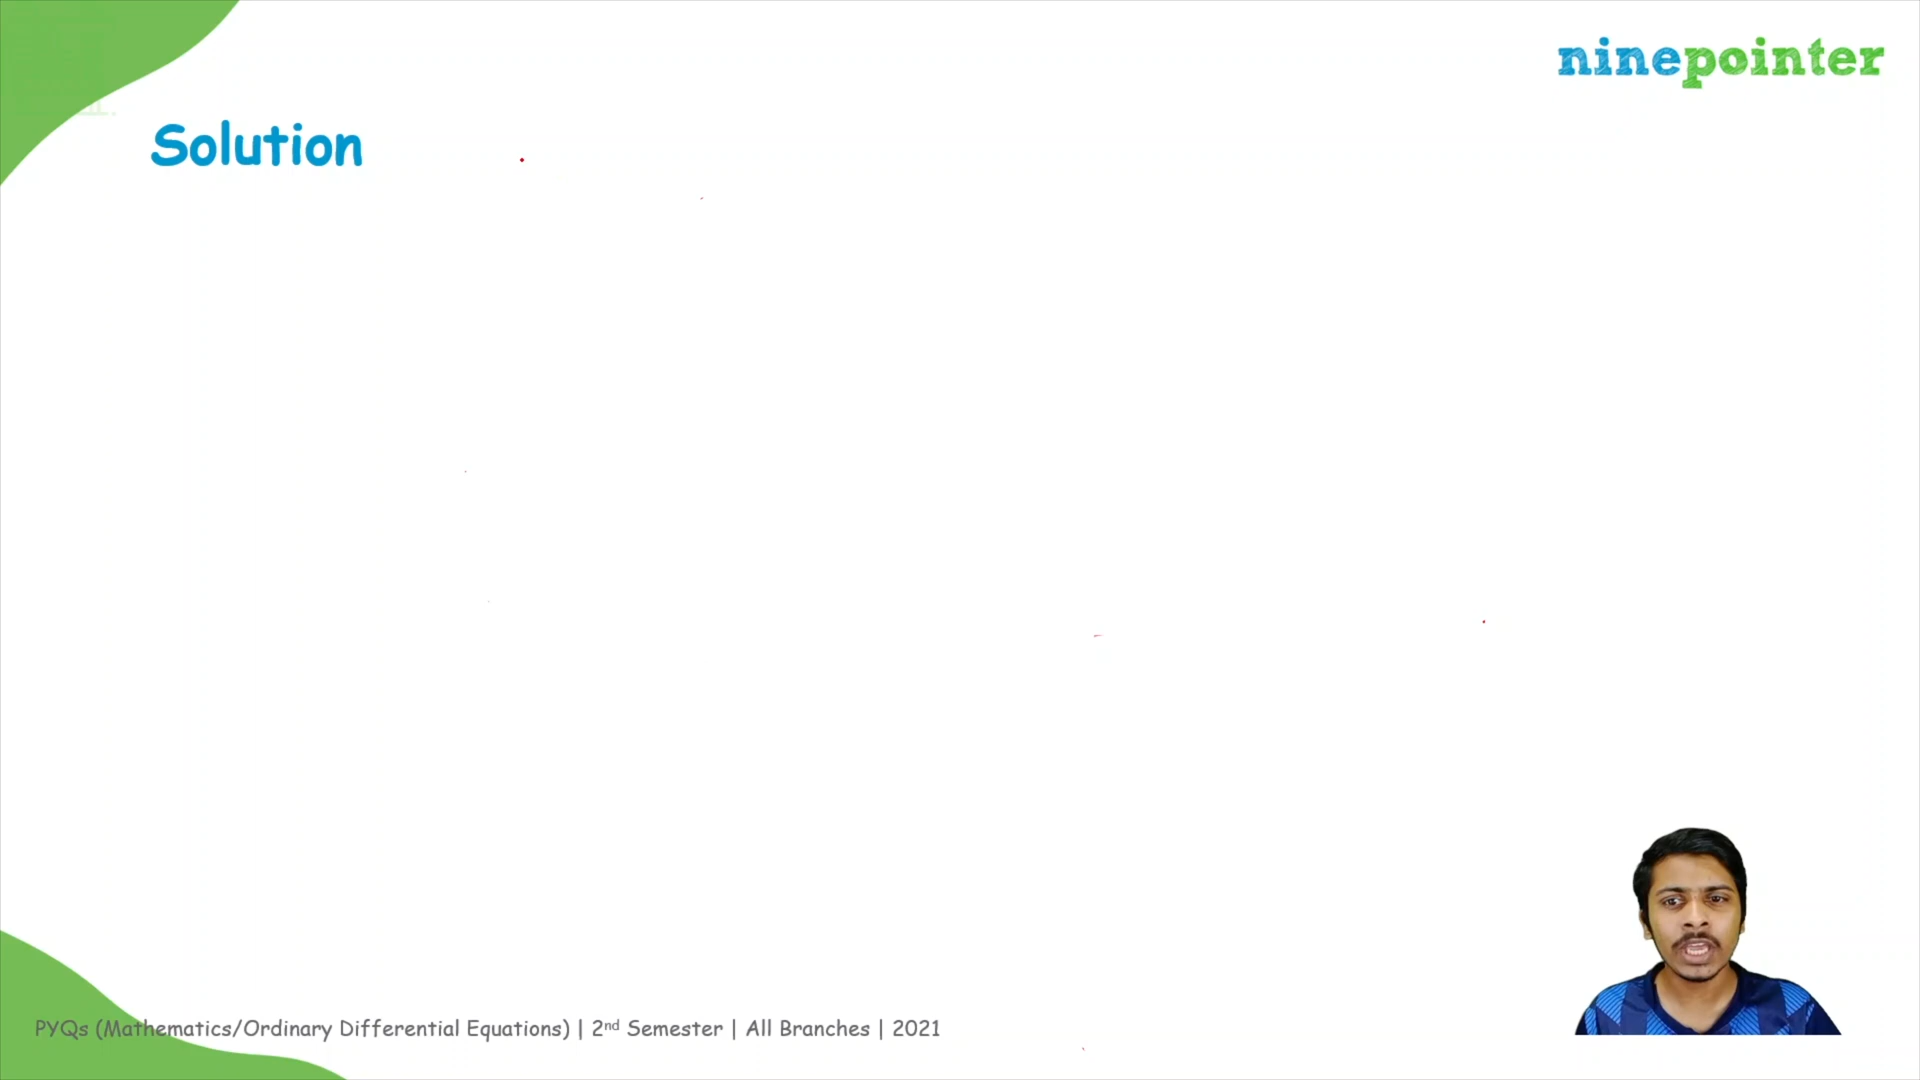 ninepointer
Solution
PYQs (Mathematics/Ordinary Differential Equations) | 2nd Semester | All Branches | 2021